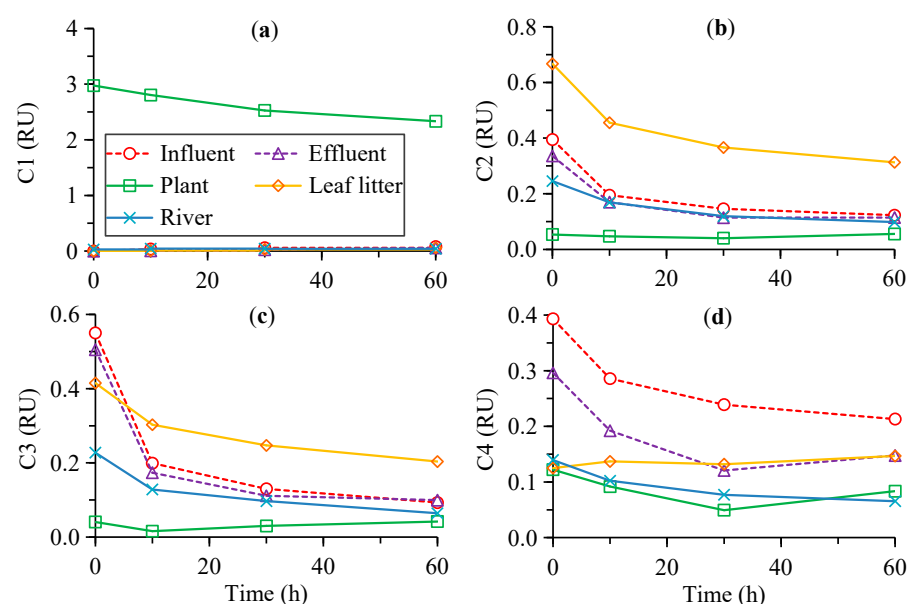 (a)
C1 (RU)
4
3
2
1
0
0 20 40 60
Influent Effluent
Plant Leaf litter
River
(b)
C2 (RU)
0.8
0.6
0.4
0.2
0.0
0 20 40 60
(c)
C3 (RU)
0.6
0.4
0.2
0.0
0 20 40 60
Time (h)
(d)
C4 (RU)
0.4
0.3
0.2
0.1
0.0
0 20 40 60
Time (h)